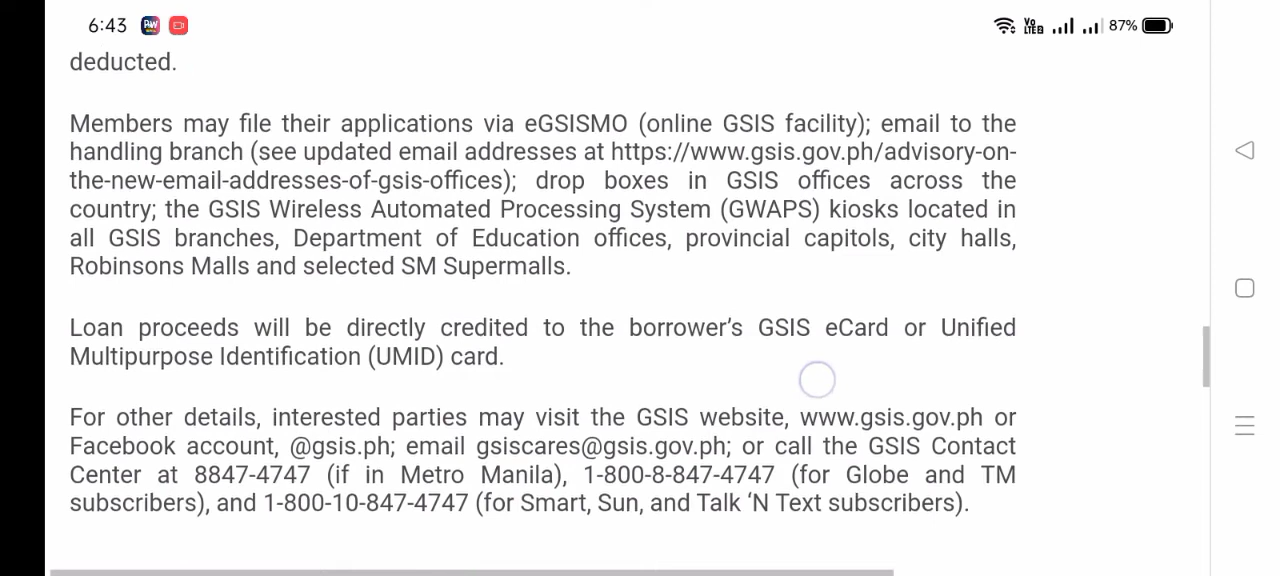 6:43
PW
Vo LTE2
87%
deducted.
Members may file their applications via eGSISMO (online GSIS facility); email to the
handling branch (see updated email addresses at https://www.gsis.gov.ph/advisory-on-
the-new-email-addresses-of-gsis-offices); drop boxes in GSIS offices across the
country; the GSIS Wireless Automated Processing System (GWAPS) kiosks located in
all GSIS branches, Department of Education offices, provincial capitols, city halls,
Robinsons Malls and selected SM Supermalls.
Loan proceeds will be directly credited to the borrower’s GSIS eCard or Unified
Multipurpose Identification (UMID) card.
For other details, interested parties may visit the GSIS website, www.gsis.gov.ph or
Facebook account, @gsis.ph; email gsiscares@gsis.gov.ph; or call the GSIS Contact
Center at 8847-4747 (if in Metro Manila), 1-800-8-847-4747 (for Globe and TM
subscribers), and 1-800-10-847-4747 (for Smart, Sun, and Talk ‘N Text subscribers).